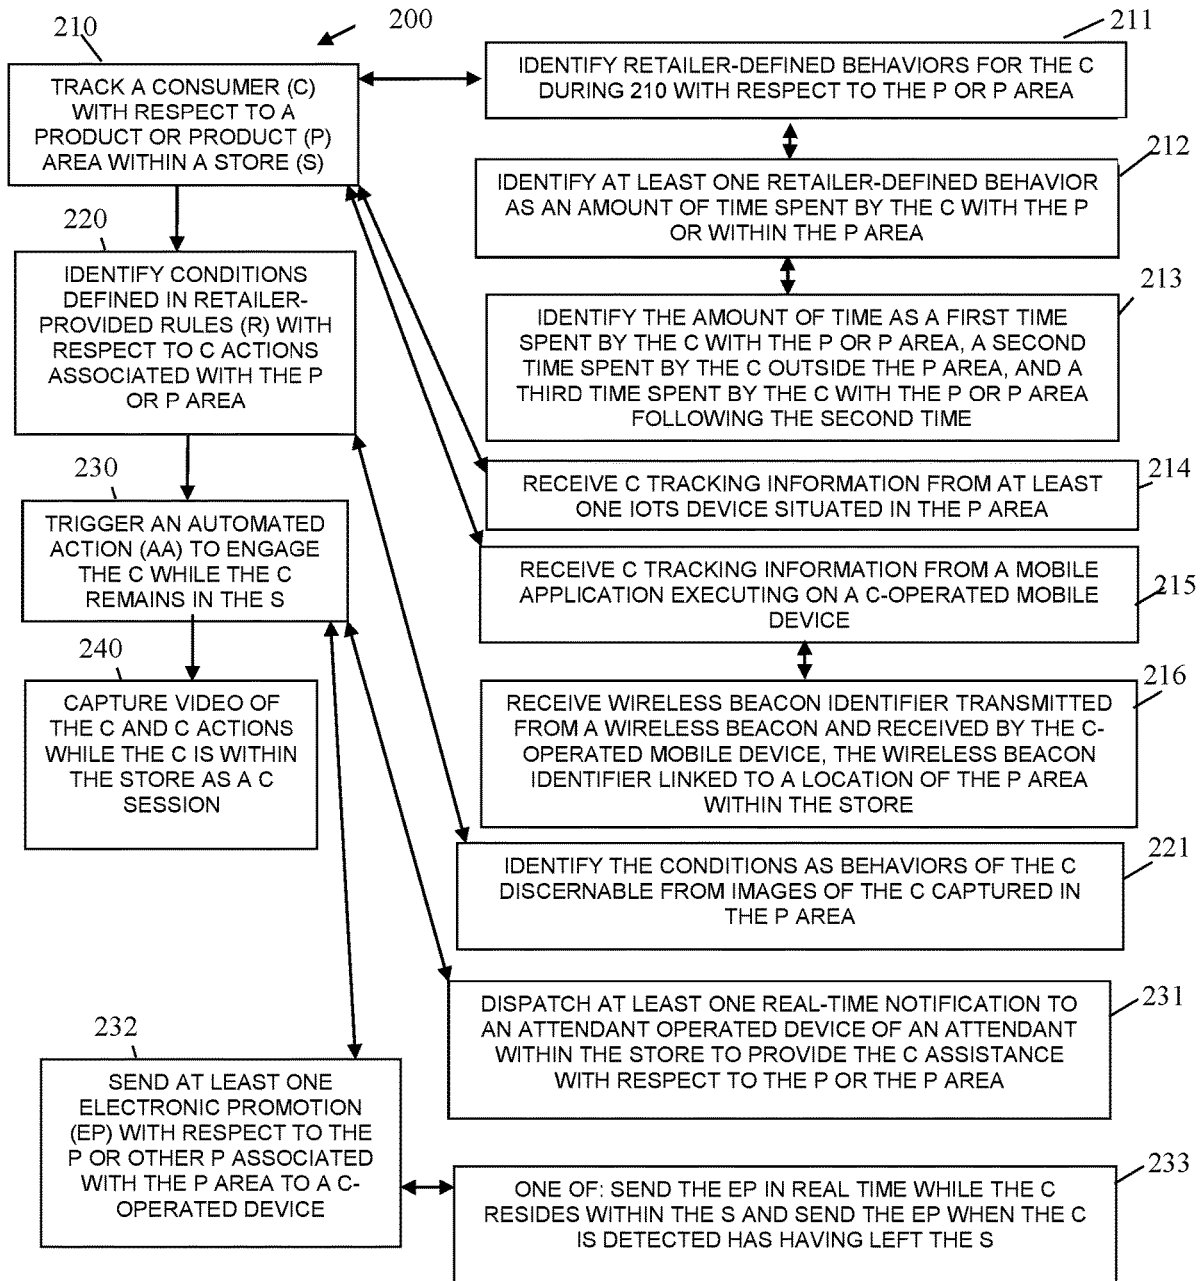 200
210
TRACK A CONSUMER (C)
WITH RESPECT TO A
PRODUCT OR PRODUCT (P)
AREA WITHIN A STORE (S)
211
IDENTIFY RETAILER-DEFINED BEHAVIORS FOR THE C
DURING 210 WITH RESPECT TO THE P OR P AREA
212
IDENTIFY AT LEAST ONE RETAILER-DEFINED BEHAVIOR
AS AN AMOUNT OF TIME SPENT BY THE C WITH THE P
OR WITHIN THE P AREA
220
IDENTIFY CONDITIONS
DEFINED IN RETAILER-
PROVIDED RULES (R) WITH
RESPECT TO C ACTIONS
ASSOCIATED WITH THE P
OR P AREA
213
IDENTIFY THE AMOUNT OF TIME AS A FIRST TIME
SPENT BY THE C WITH THE P OR P AREA, A SECOND
TIME SPENT BY THE C OUTSIDE THE P AREA, AND A
THIRD TIME SPENT BY THE C WITH THE P OR P AREA
FOLLOWING THE SECOND TIME
214
RECEIVE C TRACKING INFORMATION FROM AT LEAST
ONE IOTS DEVICE SITUATED IN THE P AREA
230
TRIGGER AN AUTOMATED
ACTION (AA) TO ENGAGE
THE C WHILE THE C
REMAINS IN THE S
215
RECEIVE C TRACKING INFORMATION FROM A MOBILE
APPLICATION EXECUTING ON A C-OPERATED MOBILE
DEVICE
240
CAPTURE VIDEO OF
THE C AND C ACTIONS
WHILE THE C IS WITHIN
THE STORE AS A C
SESSION
216
RECEIVE WIRELESS BEACON IDENTIFIER TRANSMITTED
FROM A WIRELESS BEACON AND RECEIVED BY THE C-
OPERATED MOBILE DEVICE, THE WIRELESS BEACON
IDENTIFIER LINKED TO A LOCATION OF THE P AREA
WITHIN THE STORE
221
IDENTIFY THE CONDITIONS AS BEHAVIORS OF THE C
DISCERNABLE FROM IMAGES OF THE C CAPTURED IN
THE P AREA
231
DISPATCH AT LEAST ONE REAL-TIME NOTIFICATION TO
AN ATTENDANT OPERATED DEVICE OF AN ATTENDANT
WITHIN THE STORE TO PROVIDE THE C ASSISTANCE
WITH RESPECT TO THE P OR THE P AREA
232
SEND AT LEAST ONE
ELECTRONIC PROMOTION
(EP) WITH RESPECT TO THE
P OR OTHER P ASSOCIATED
WITH THE P AREA TO A C-
OPERATED DEVICE
233
ONE OF: SEND THE EP IN REAL TIME WHILE THE C
RESIDES WITHIN THE S AND SEND THE EP WHEN THE C
IS DETECTED HAS HAVING LEFT THE S